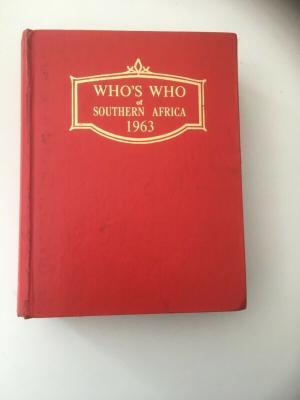 WHO'S WHO
of
SOUTHERN AFRICA
1963